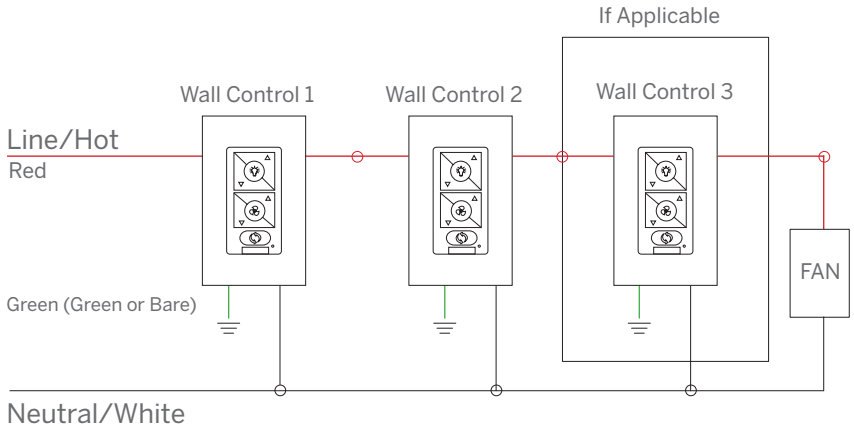 If Applicable
Wall Control 1
Wall Control 2
Wall Control 3
Line/Hot
Red
FAN
Green (Green or Bare)
Neutral/White